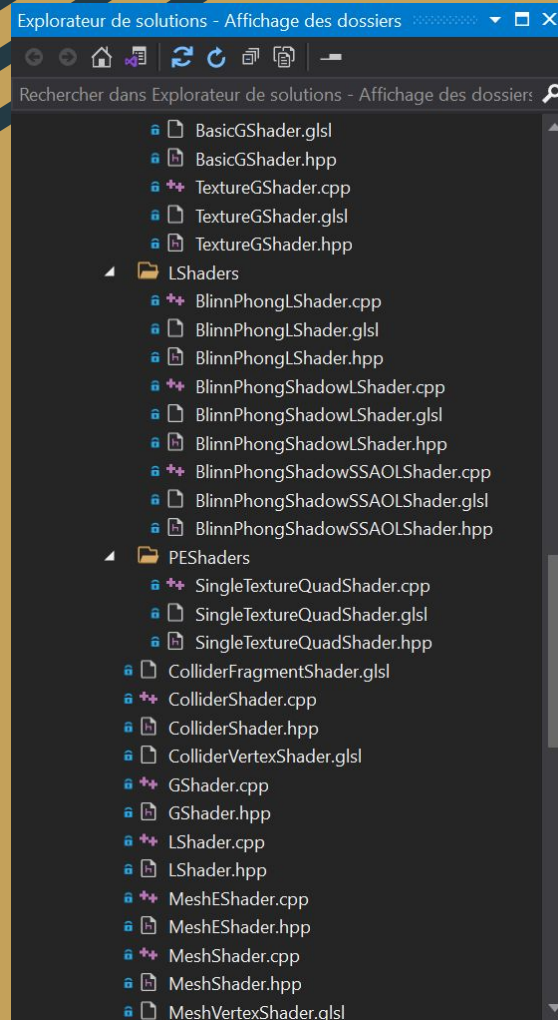 Explorateur de solutions - Affichage des dossiers
Rechercher dans Explorateur de solutions - Affichage des dossiers
BasicGShader.glsl
BasicGShader.hpp
TextureGShader.cpp
TextureGShader.glsl
TextureGShader.hpp
LShaders
BlinnPhongLShader.cpp
BlinnPhongLShader.glsl
BlinnPhongLShader.hpp
BlinnPhongShadowLShader.cpp
BlinnPhongShadowLShader.glsl
BlinnPhongShadowLShader.hpp
BlinnPhongShadowSSAOLShader.cpp
BlinnPhongShadowSSAOLShader.glsl
BlinnPhongShadowSSAOLShader.hpp
PEShaders
SingleTextureQuadShader.cpp
SingleTextureQuadShader.glsl
SingleTextureQuadShader.hpp
ColliderFragmentShader.glsl
ColliderShader.cpp
ColliderShader.hpp
ColliderVertexShader.glsl
GShader.cpp
GShader.hpp
LShader.cpp
LShader.hpp
MeshEShader.cpp
MeshEShader.hpp
MeshShader.cpp
MeshShader.hpp
MeshVertexShader.glsl